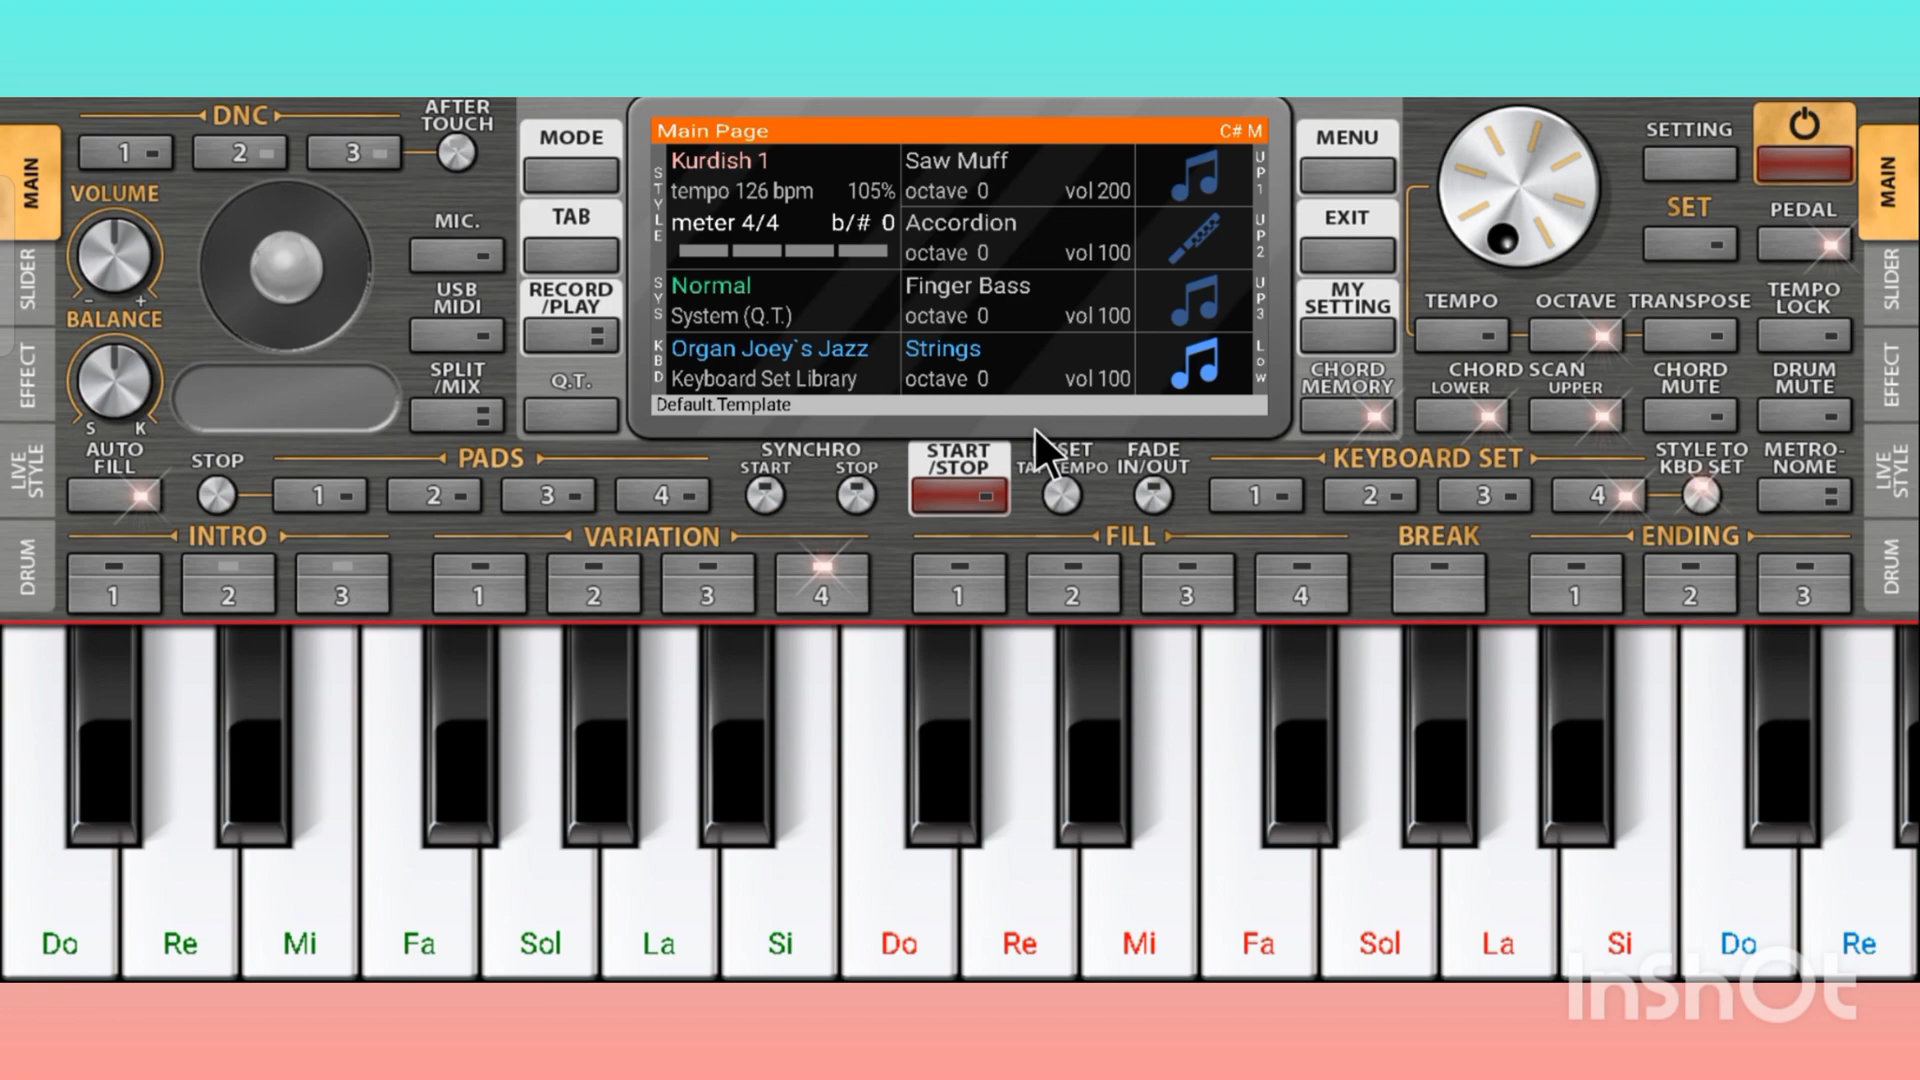 DNC
AFTER
TOUCH
1
2
3
MAIN
VOLUME
- +
BALANCE
S K
SLIDER
EFFECT
LIVE
STYLE
DRUM
MIC.
USB
MIDI
SPLIT
/MIX
MODE
TAB
RECORD
/PLAY
Q.T.
Main Page C# M
STYLE
Kurdish 1
tempo 126 bpm 105%
meter 4/4 b/# 0
SYS
Normal
System (Q.T.)
KBD
Organ Joey`s Jazz
Keyboard Set Library
Saw Muff
octave 0 vol 200
UP1
Accordion
octave 0 vol 100
UP2
Finger Bass
octave 0 vol 100
UP3
Strings
octave 0 vol 100
Low
Default.Template
MENU
EXIT
MY
SETTING
CHORD
MEMORY
SETTING
SET
PEDAL
TEMPO
OCTAVE
TRANSPOSE
TEMPO
LOCK
CHORD SCAN
LOWER
UPPER
CHORD
MUTE
DRUM
MUTE
MAIN
SLIDER
EFFECT
LIVE
STYLE
DRUM
AUTO
FILL
STOP
PADS
1
2
3
4
SYNCHRO
START STOP
START
/STOP
FADE
IN/OUT
KEYBOARD SET
1
2
3
4
STYLE TO
KBD SET
METRO-
NOME
INTRO
1
2
3
VARIATION
1
2
3
4
FILL
1
2
3
4
BREAK
ENDING
1
2
3
Do Re Mi Fa Sol La Si Do Re Mi Fa Sol La Si Do Re
InShOt